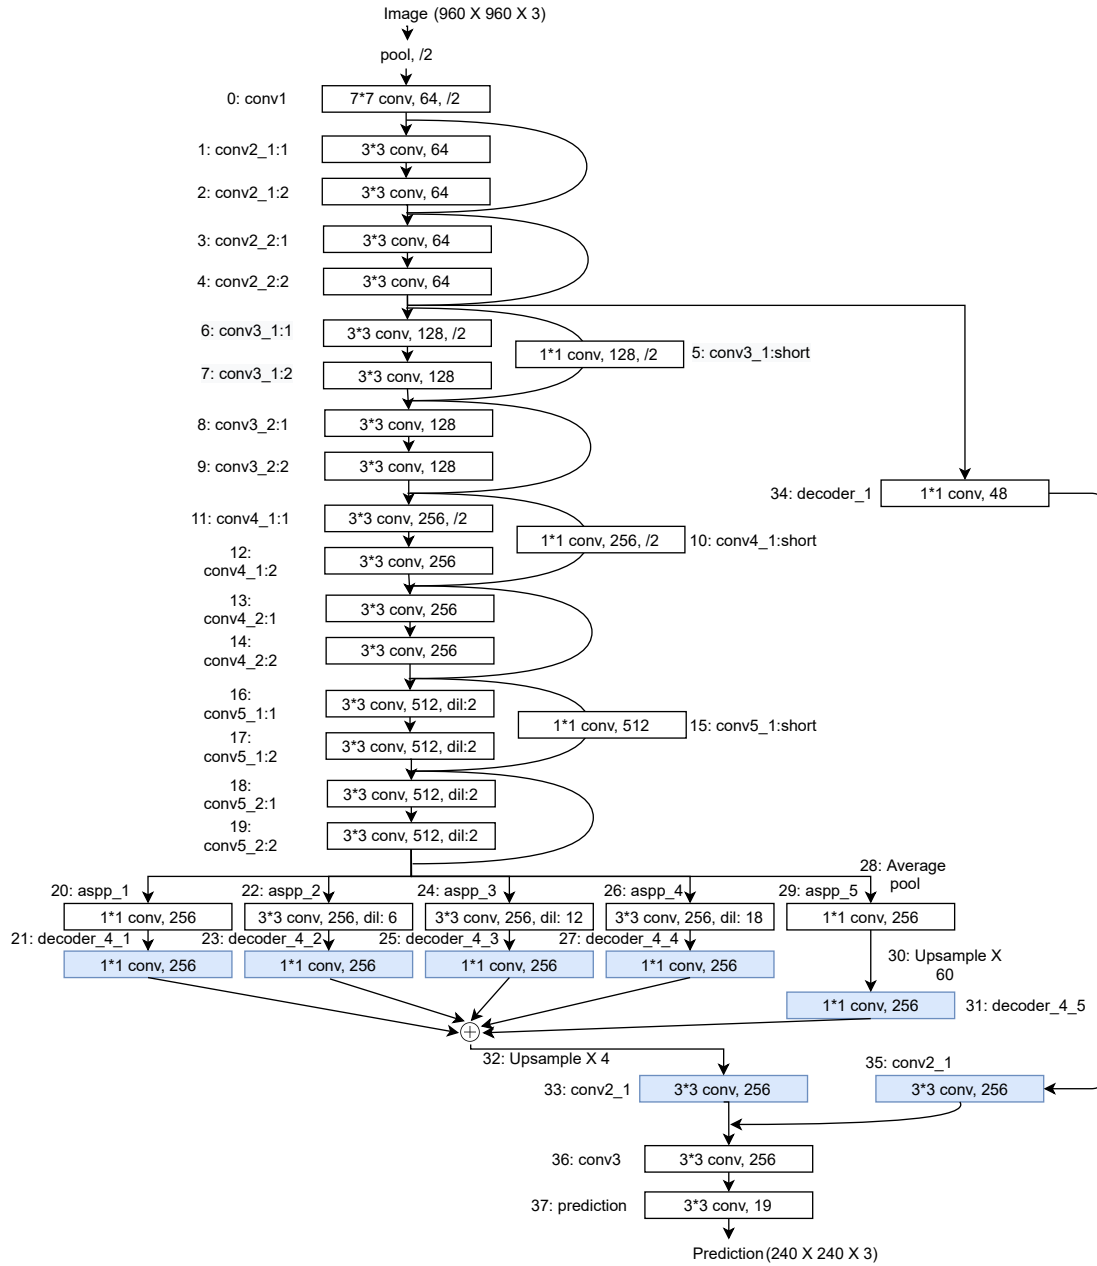 Image (960 X 960 X 3)
pool, /2
0: conv1
7*7 conv, 64, /2
1: conv2_1:1
3*3 conv, 64
2: conv2_1:2
3*3 conv, 64
3: conv2_2:1
3*3 conv, 64
4: conv2_2:2
3*3 conv, 64
6: conv3_1:1
3*3 conv, 128, /2
1*1 conv, 128, /2
5: conv3_1:short
7: conv3_1:2
3*3 conv, 128
8: conv3_2:1
3*3 conv, 128
9: conv3_2:2
3*3 conv, 128
34: decoder_1
1*1 conv, 48
11: conv4_1:1
3*3 conv, 256, /2
1*1 conv, 256, /2
10: conv4_1:short
12:
conv4_1:2
3*3 conv, 256
13:
conv4_2:1
3*3 conv, 256
14:
conv4_2:2
3*3 conv, 256
16:
conv5_1:1
3*3 conv, 512, dil:2
1*1 conv, 512
15: conv5_1:short
17:
conv5_1:2
3*3 conv, 512, dil:2
18:
conv5_2:1
3*3 conv, 512, dil:2
19:
conv5_2:2
3*3 conv, 512, dil:2
28: Average
pool
20: aspp_1
22: aspp_2
24: aspp_3
26: aspp_4
29: aspp_5
1*1 conv, 256
3*3 conv, 256, dil: 6
3*3 conv, 256, dil: 12
3*3 conv, 256, dil: 18
1*1 conv, 256
21: decoder_4_1
23: decoder_4_2
25: decoder_4_3
27: decoder_4_4
30: Upsample X
60
1*1 conv, 256
1*1 conv, 256
1*1 conv, 256
1*1 conv, 256
1*1 conv, 256
31: decoder_4_5
32: Upsample X 4
35: conv2_1
33: conv2_1
3*3 conv, 256
3*3 conv, 256
36: conv3
3*3 conv, 256
37: prediction
3*3 conv, 19
Prediction (240 X 240 X 3)